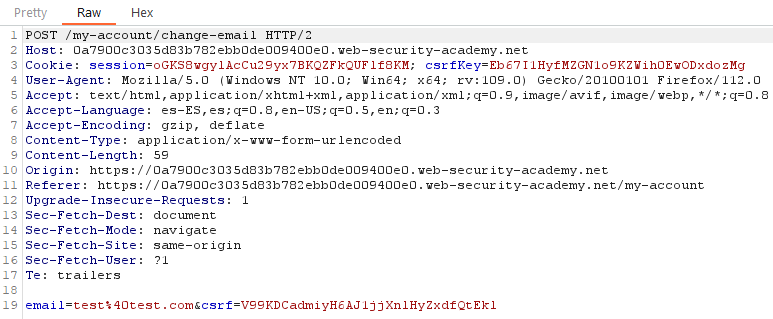 Pretty Raw Hex
1 POST /my-account/change-email HTTP/2
2 Host: 0a7900c3035d83b782ebb0de009400e0.web-security-academy.net
3 Cookie: session=oGKS8wgylAcCu29yx7BKQZFkQUFlf8KM; csrfKey=Eb67I1HyfMZGN1o9KZWihOEwODxdozMg
4 User-Agent: Mozilla/5.0 (Windows NT 10.0; Win64; x64; rv:109.0) Gecko/20100101 Firefox/112.0
5 Accept: text/html,application/xhtml+xml,application/xml;q=0.9,image/avif,image/webp,*/*;q=0.8
6 Accept-Language: es-ES,es;q=0.8,en-US;q=0.5,en;q=0.3
7 Accept-Encoding: gzip, deflate
8 Content-Type: application/x-www-form-urlencoded
9 Content-Length: 59
10 Origin: https://0a7900c3035d83b782ebb0de009400e0.web-security-academy.net
11 Referer: https://0a7900c3035d83b782ebb0de009400e0.web-security-academy.net/my-account
12 Upgrade-Insecure-Requests: 1
13 Sec-Fetch-Dest: document
14 Sec-Fetch-Mode: navigate
15 Sec-Fetch-Site: same-origin
16 Sec-Fetch-User: ?1
17 Te: trailers
18
19 email=test%40test.com&csrf=V99KDCadmiyH6AJ1jjXnlHyZxdfQtEkl